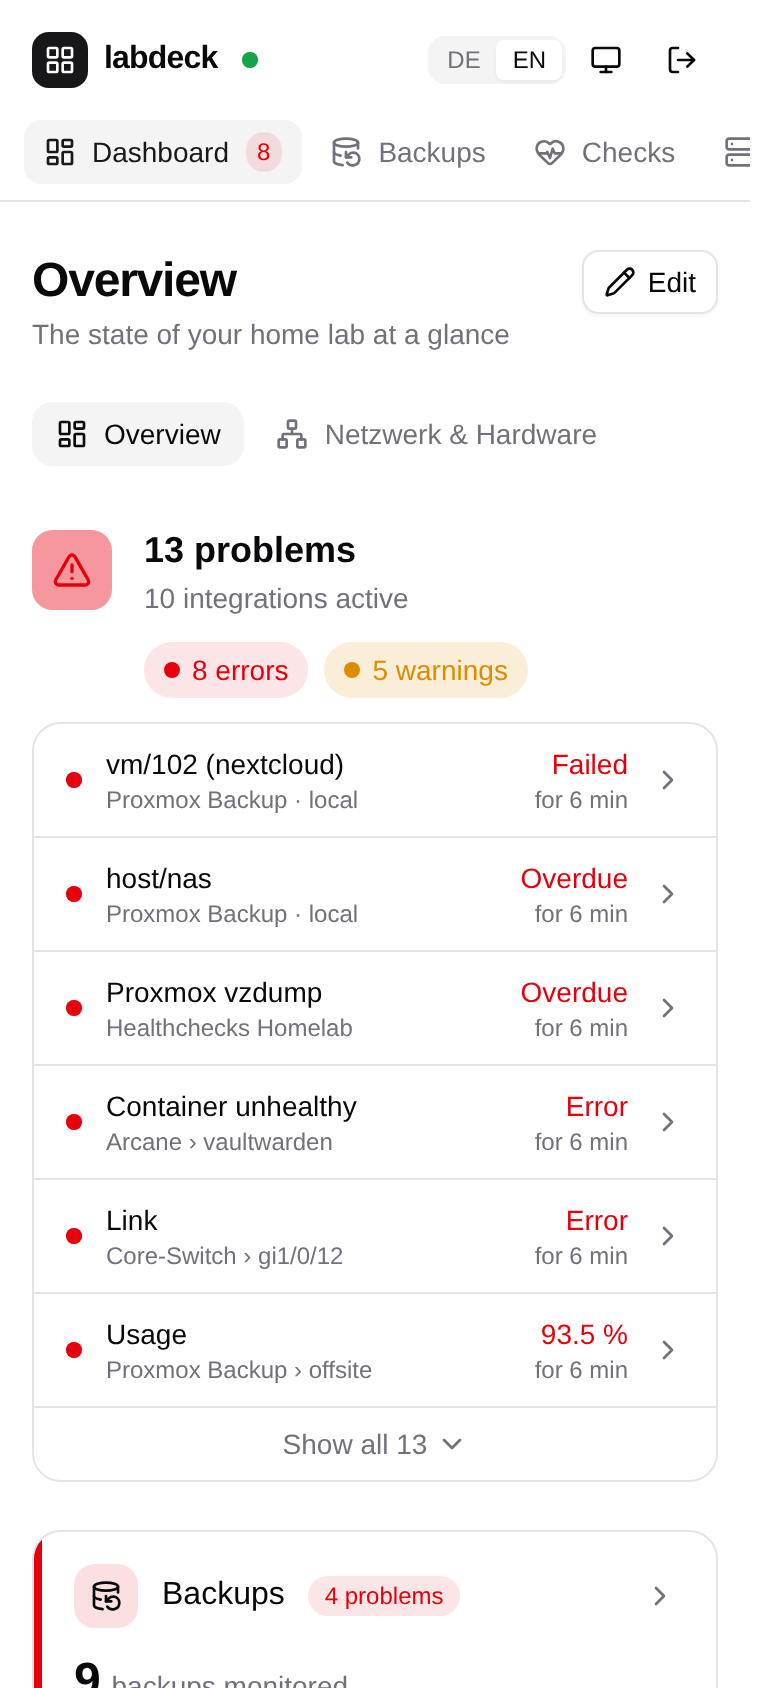 labdeck
DE EN
Dashboard 8 Backups Checks
Overview
Edit
The state of your home lab at a glance
Overview Netzwerk & Hardware
13 problems
10 integrations active
8 errors 5 warnings
vm/102 (nextcloud) Failed
Proxmox Backup · local for 6 min
host/nas Overdue
Proxmox Backup · local for 6 min
Proxmox vzdump Overdue
Healthchecks Homelab for 6 min
Container unhealthy Error
Arcane › vaultwarden for 6 min
Link Error
Core-Switch › gi1/0/12 for 6 min
Usage 93.5 %
Proxmox Backup › offsite for 6 min
Show all 13
Backups 4 problems
9 backups monitored